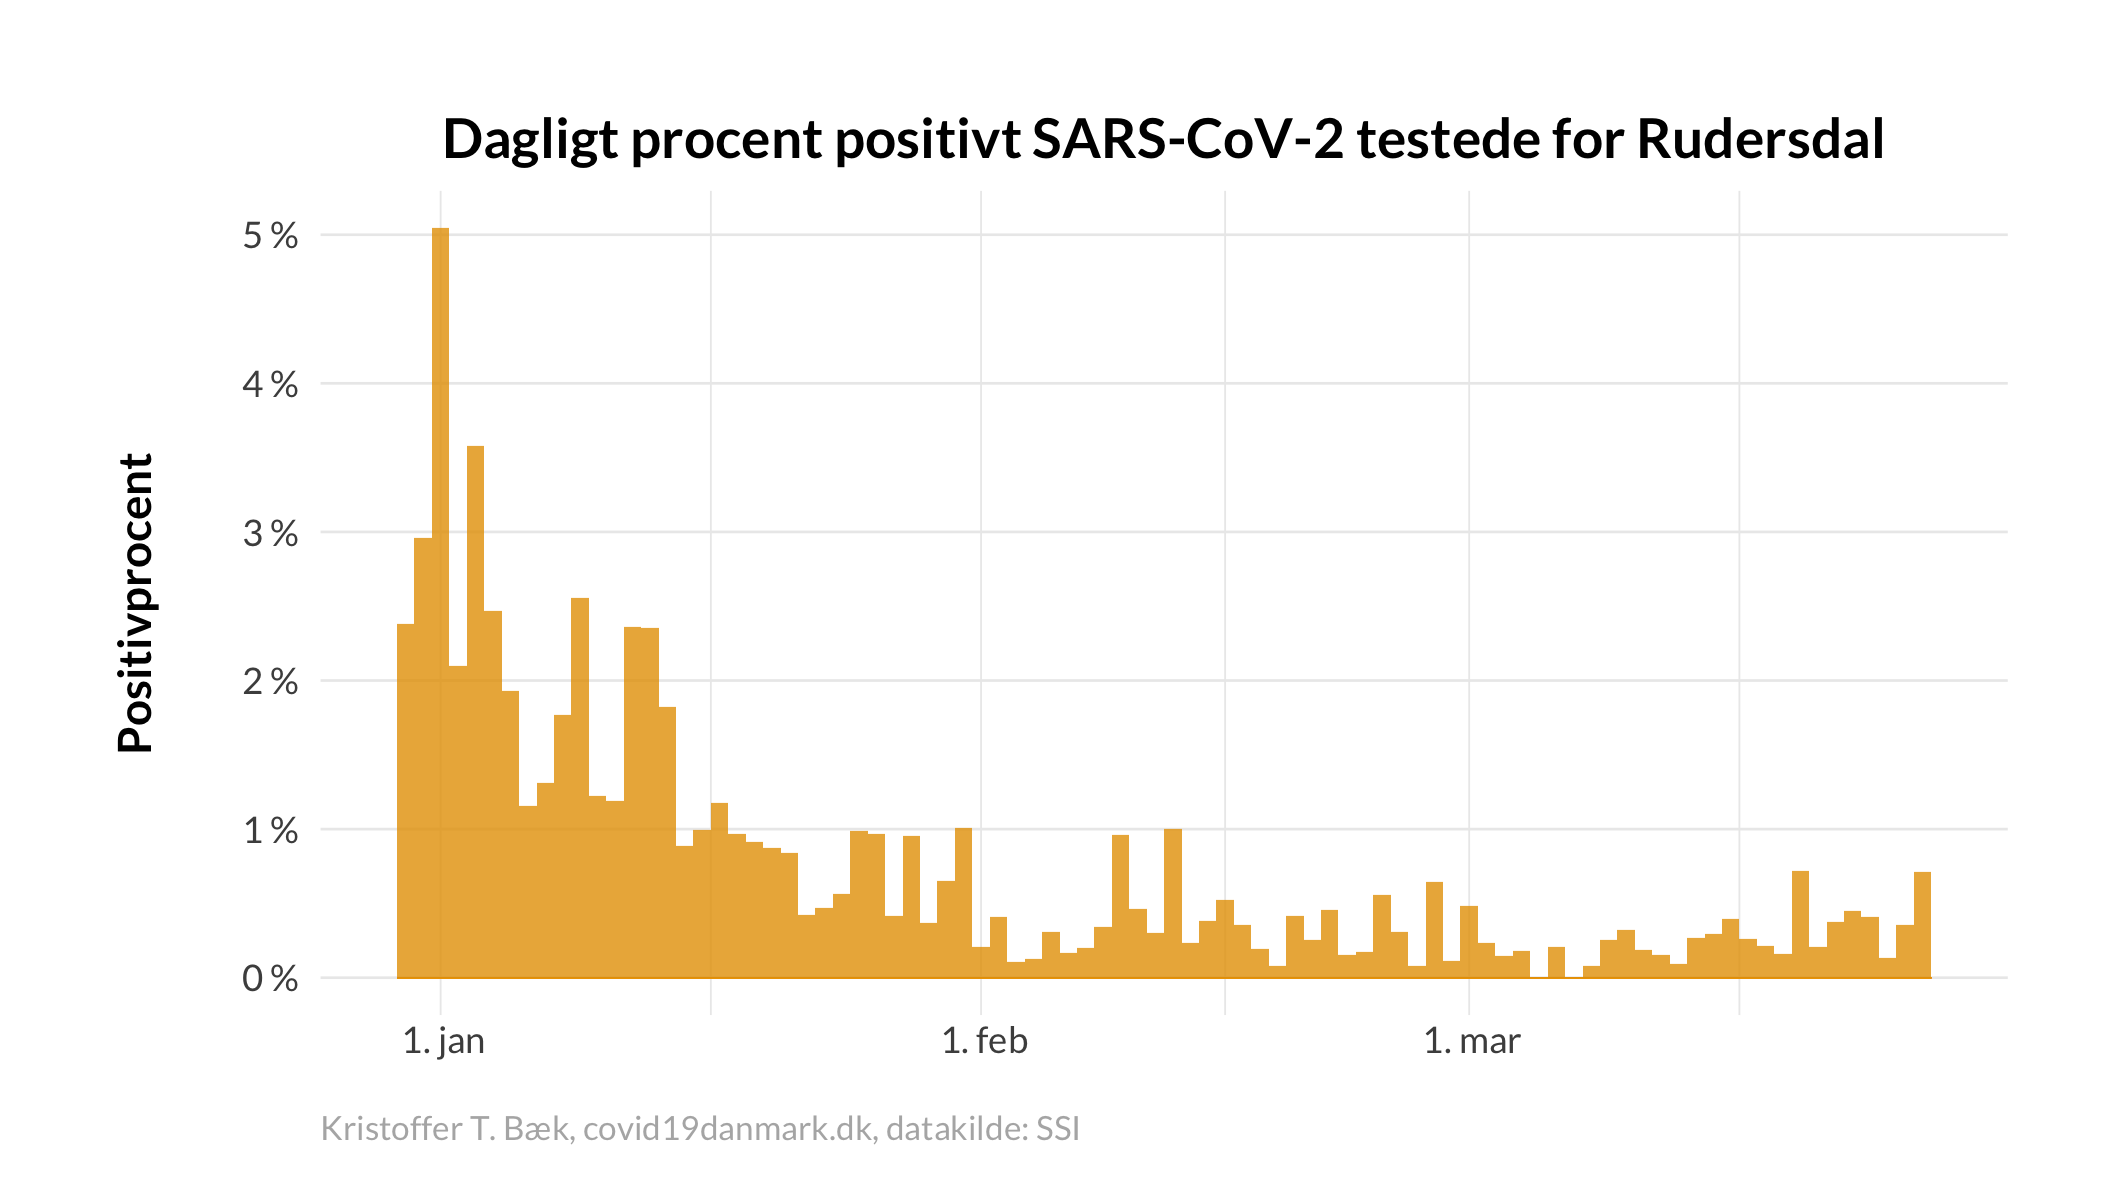 Dagligt procent positivt SARS-CoV-2 testede for Rudersdal
Positivprocent
5 %
4 %
3 %
2 %
1 %
0 %
1. jan
1. feb
1. mar
Kristoffer T. Bæk, covid19danmark.dk, datakilde: SSI